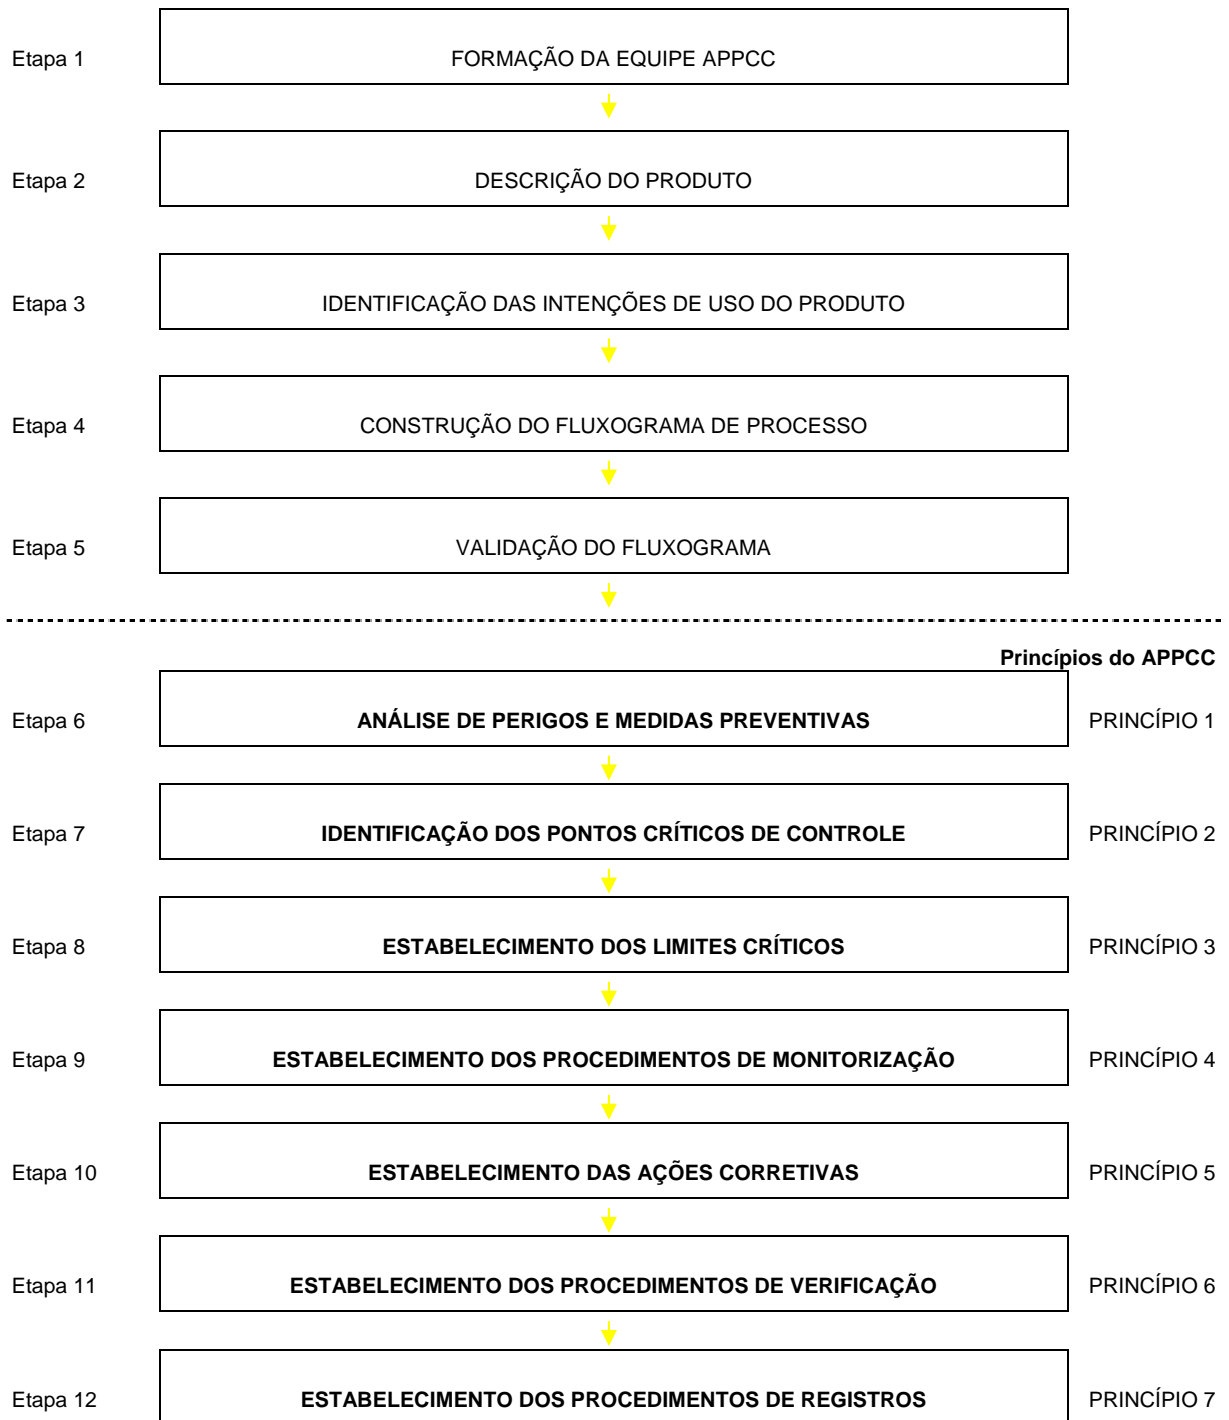 Etapa 1
FORMAÇÃO DA EQUIPE APPCC
Etapa 2
DESCRIÇÃO DO PRODUTO
Etapa 3
IDENTIFICAÇÃO DAS INTENÇÕES DE USO DO PRODUTO
Etapa 4
CONSTRUÇÃO DO FLUXOGRAMA DE PROCESSO
Etapa 5
VALIDAÇÃO DO FLUXOGRAMA
Princípios do APPCC
Etapa 6
ANÁLISE DE PERIGOS E MEDIDAS PREVENTIVAS
PRINCÍPIO 1
Etapa 7
IDENTIFICAÇÃO DOS PONTOS CRÍTICOS DE CONTROLE
PRINCÍPIO 2
Etapa 8
ESTABELECIMENTO DOS LIMITES CRÍTICOS
PRINCÍPIO 3
Etapa 9
ESTABELECIMENTO DOS PROCEDIMENTOS DE MONITORIZAÇÃO
PRINCÍPIO 4
Etapa 10
ESTABELECIMENTO DAS AÇÕES CORRETIVAS
PRINCÍPIO 5
Etapa 11
ESTABELECIMENTO DOS PROCEDIMENTOS DE VERIFICAÇÃO
PRINCÍPIO 6
Etapa 12
ESTABELECIMENTO DOS PROCEDIMENTOS DE REGISTROS
PRINCÍPIO 7